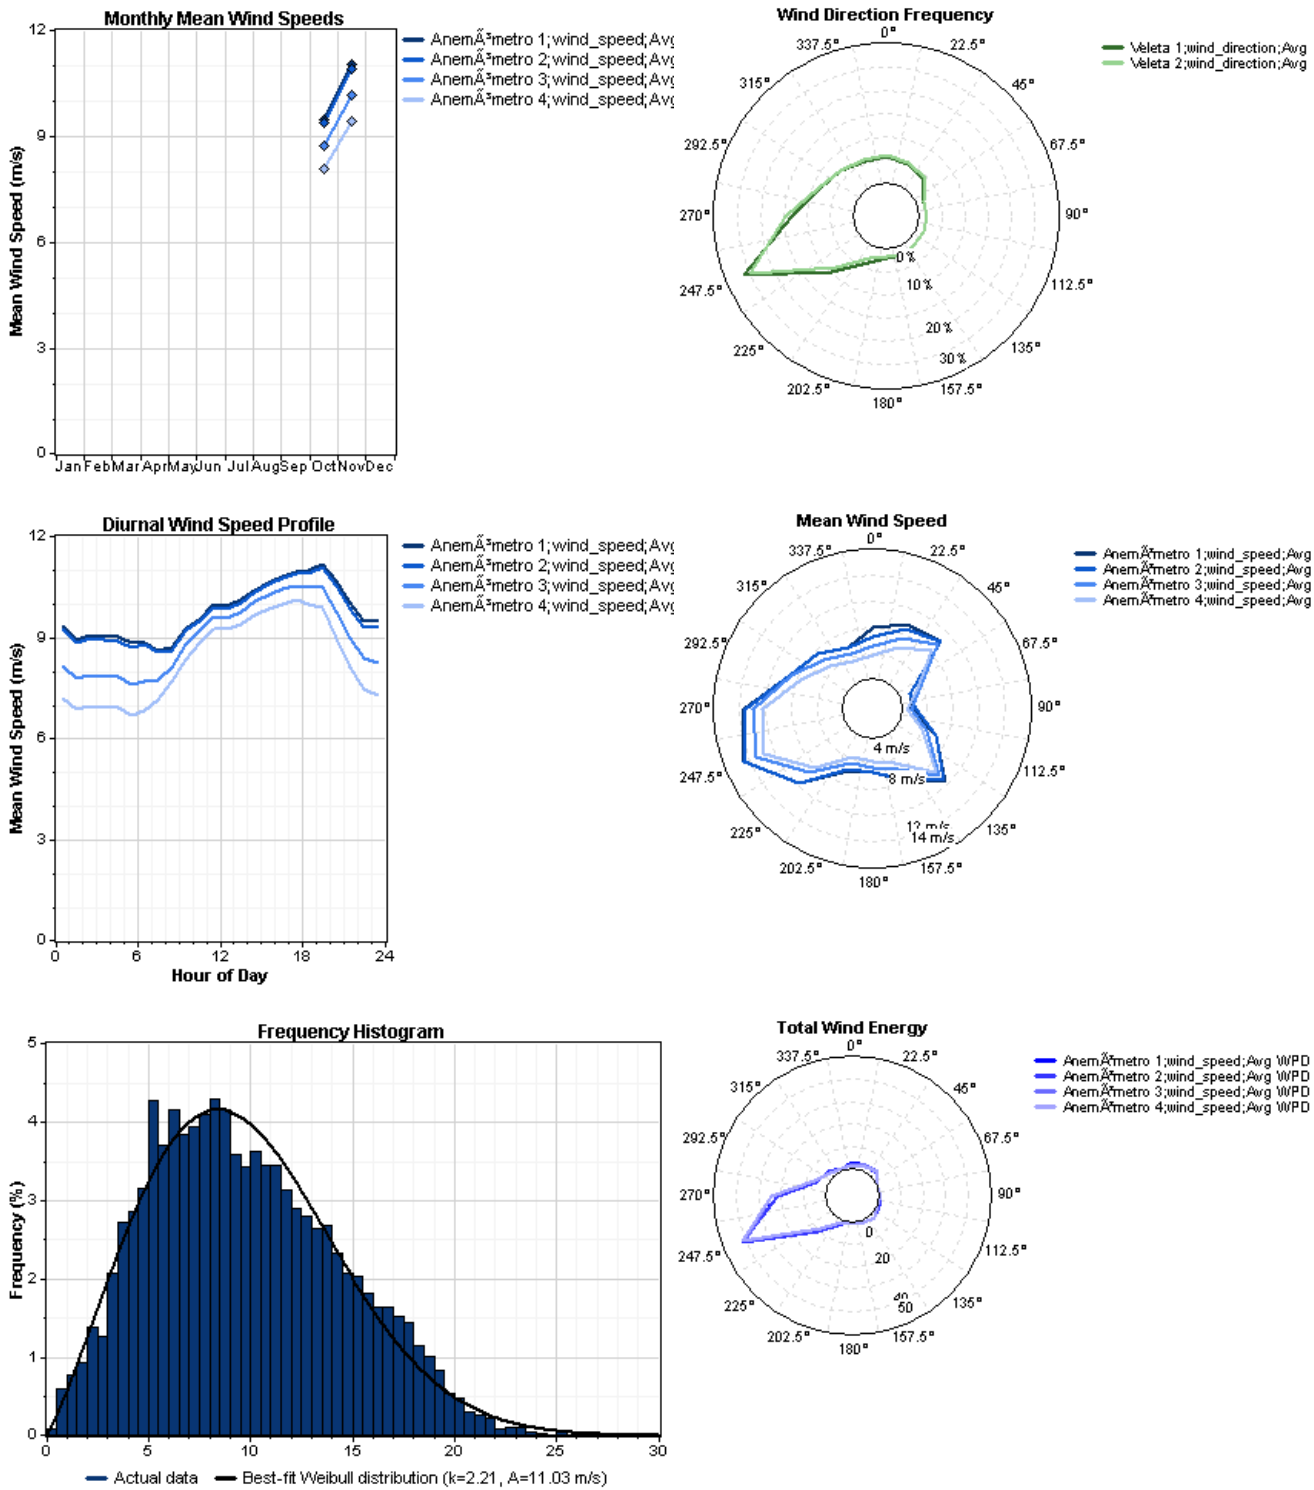 Monthly Mean Wind Speeds
12
9
6
3
0
Mean Wind Speed (m/s)
Jan Feb Mar Apr May Jun Jul Aug Sep Oct Nov Dec
AnemÃ³metro 1;wind_speed;Avg
AnemÃ³metro 2;wind_speed;Avg
AnemÃ³metro 3;wind_speed;Avg
AnemÃ³metro 4;wind_speed;Avg
Wind Direction Frequency
0°
22.5°
45°
67.5°
90°
112.5°
135°
157.5°
180°
202.5°
225°
247.5°
270°
292.5°
315°
337.5°
0%
10%
20%
30%
Veleta 1;wind_direction;Avg
Veleta 2;wind_direction;Avg
Diurnal Wind Speed Profile
12
9
6
3
0
Mean Wind Speed (m/s)
0 6 12 18 24
Hour of Day
AnemÃ³metro 1;wind_speed;Avg
AnemÃ³metro 2;wind_speed;Avg
AnemÃ³metro 3;wind_speed;Avg
AnemÃ³metro 4;wind_speed;Avg
Mean Wind Speed
0°
22.5°
45°
67.5°
90°
112.5°
135°
157.5°
180°
202.5°
225°
247.5°
270°
292.5°
315°
337.5°
4 m/s
8 m/s
12 m/s
14 m/s
AnemÃ³metro 1;wind_speed;Avg
AnemÃ³metro 2;wind_speed;Avg
AnemÃ³metro 3;wind_speed;Avg
AnemÃ³metro 4;wind_speed;Avg
Frequency Histogram
5
4
3
2
1
0
Frequency (%)
0 5 10 15 20 25 30
Actual data Best-fit Weibull distribution (k=2.21, A=11.03 m/s)
Total Wind Energy
0°
22.5°
45°
67.5°
90°
112.5°
135°
157.5°
180°
202.5°
225°
247.5°
270°
292.5°
315°
337.5°
0
20
40
50
AnemÃ³metro 1;wind_speed;Avg WPD
AnemÃ³metro 2;wind_speed;Avg WPD
AnemÃ³metro 3;wind_speed;Avg WPD
AnemÃ³metro 4;wind_speed;Avg WPD